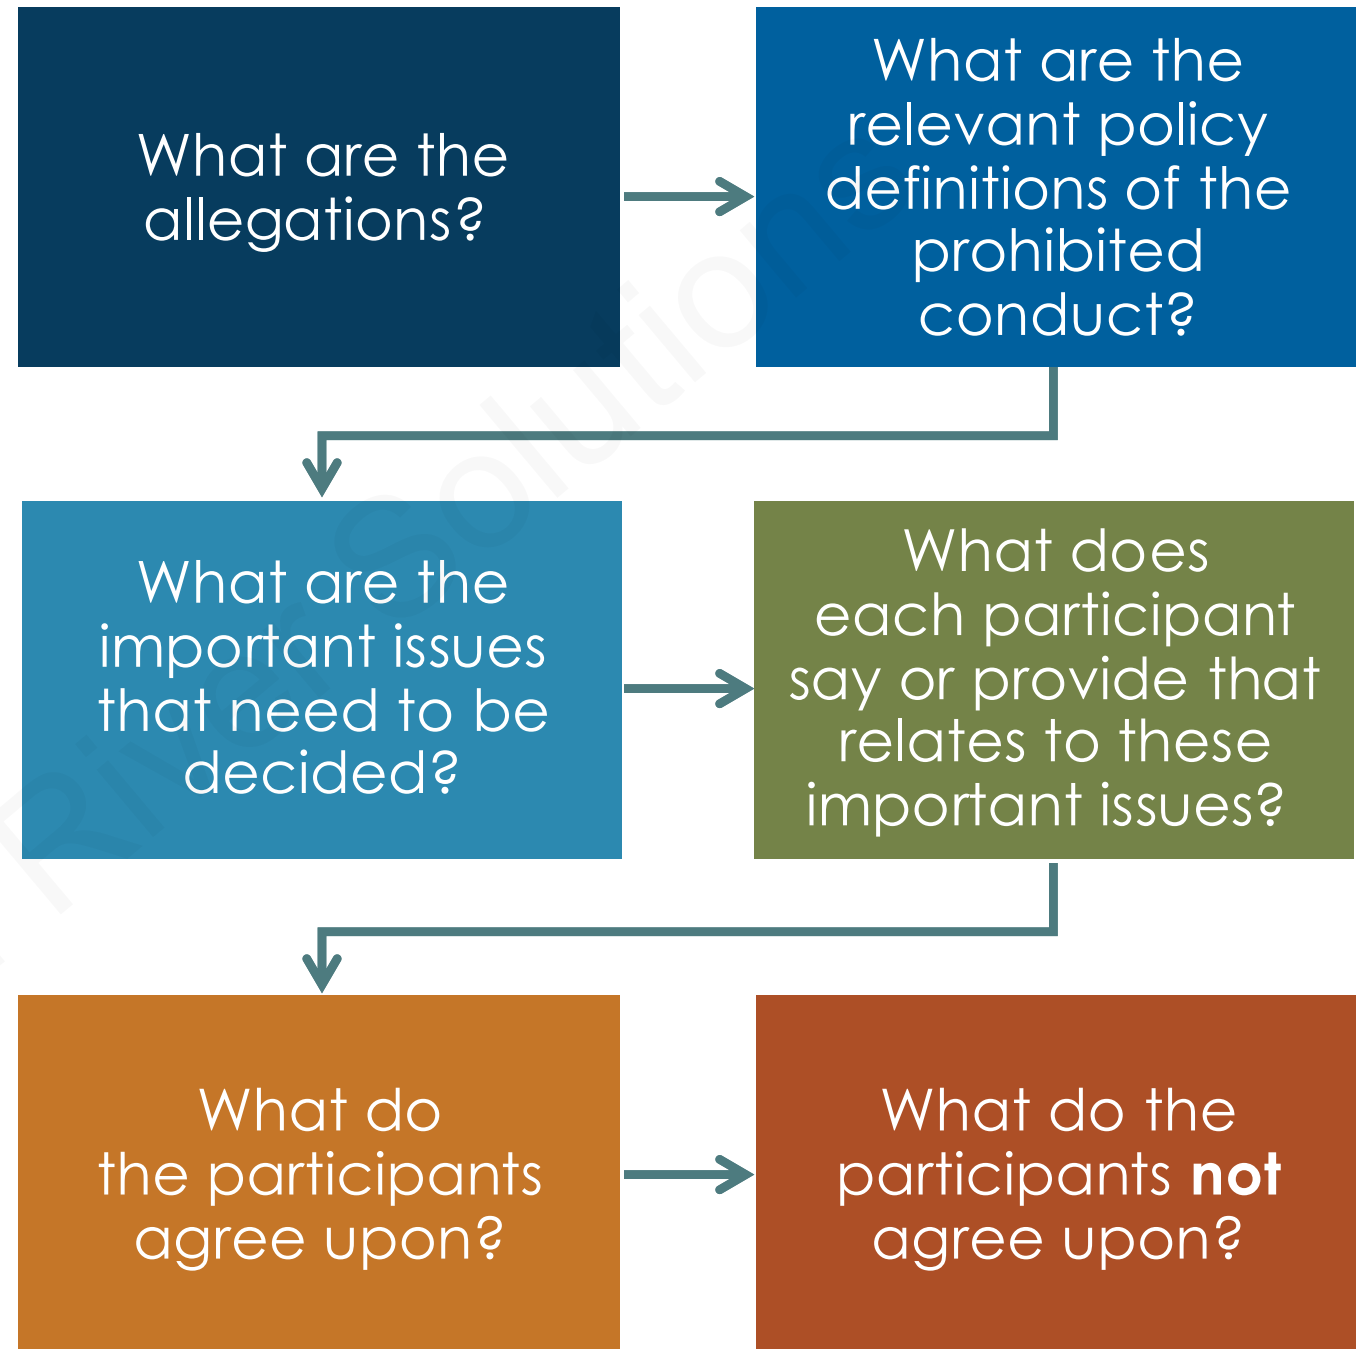 What are the
allegations?
What are the
relevant policy
definitions of the
prohibited
conduct?
What are the
important issues
that need to be
decided?
What does
each participant
say or provide that
relates to these
important issues?
What do
the participants
agree upon?
What do the
participants not
agree upon?
River Solutions